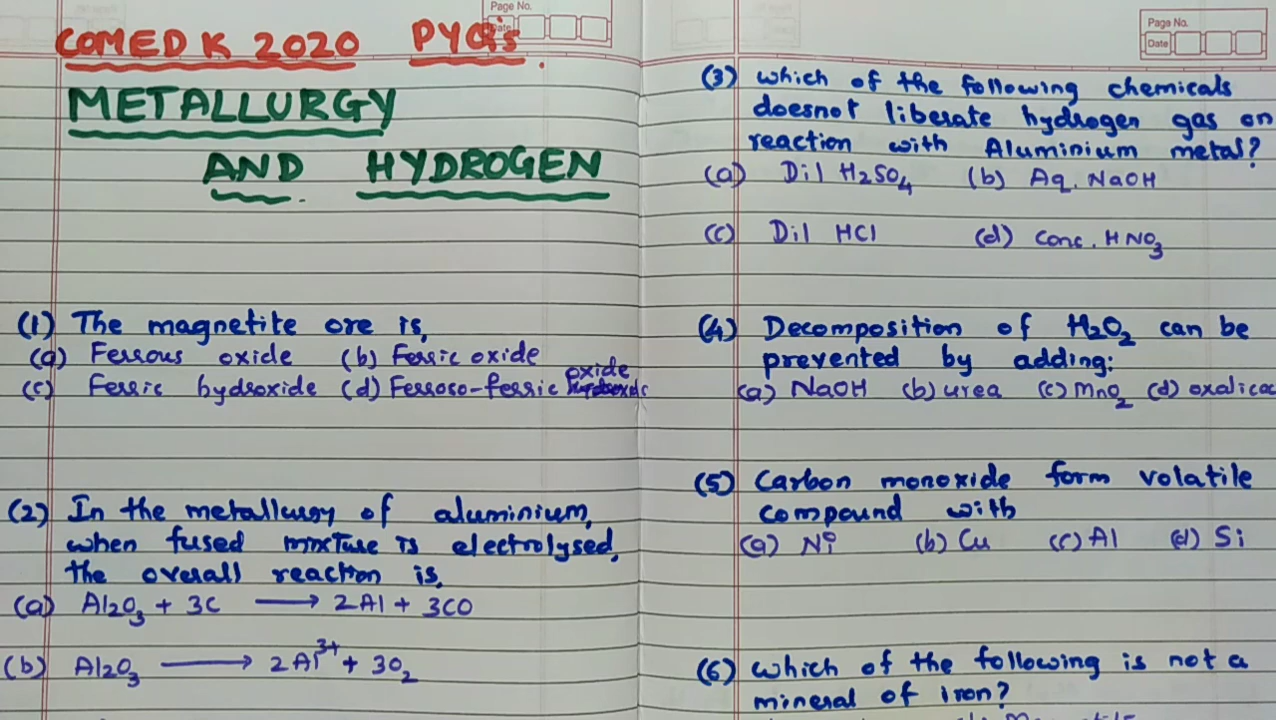 Page No.
Date
COMED K 2020 PYQ's.
METALLURGY
AND HYDROGEN
(1) The magnetite ore is,
(a) Ferrous oxide (b) Ferric oxide
oxide
(c) Ferric hydroxide (d) Ferroso-ferric
(2) In the metallurgy of aluminium,
when fused mixture is electrolysed,
the overall reaction is,
(a) Al2O3 + 3C ⟶ 2Al + 3CO
(b) Al2O3 ⟶ 2Al³⁺ + 3O2
Page No.
Date
(3) which of the following chemicals
doesnot liberate hydrogen gas on
reaction with Aluminium metal?
(a) Dil H2SO4 (b) Aq. NaOH
(c) Dil HCl (d) Conc. HNO3
(4) Decomposition of H2O2 can be
prevented by adding:
(a) NaOH (b) urea (c) MnO2 (d) oxalicac
(5) Carbon monoxide form volatile
compound with
(a) Ni (b) Cu (c) Al (d) Si
(6) which of the following is not a
mineral of iron?